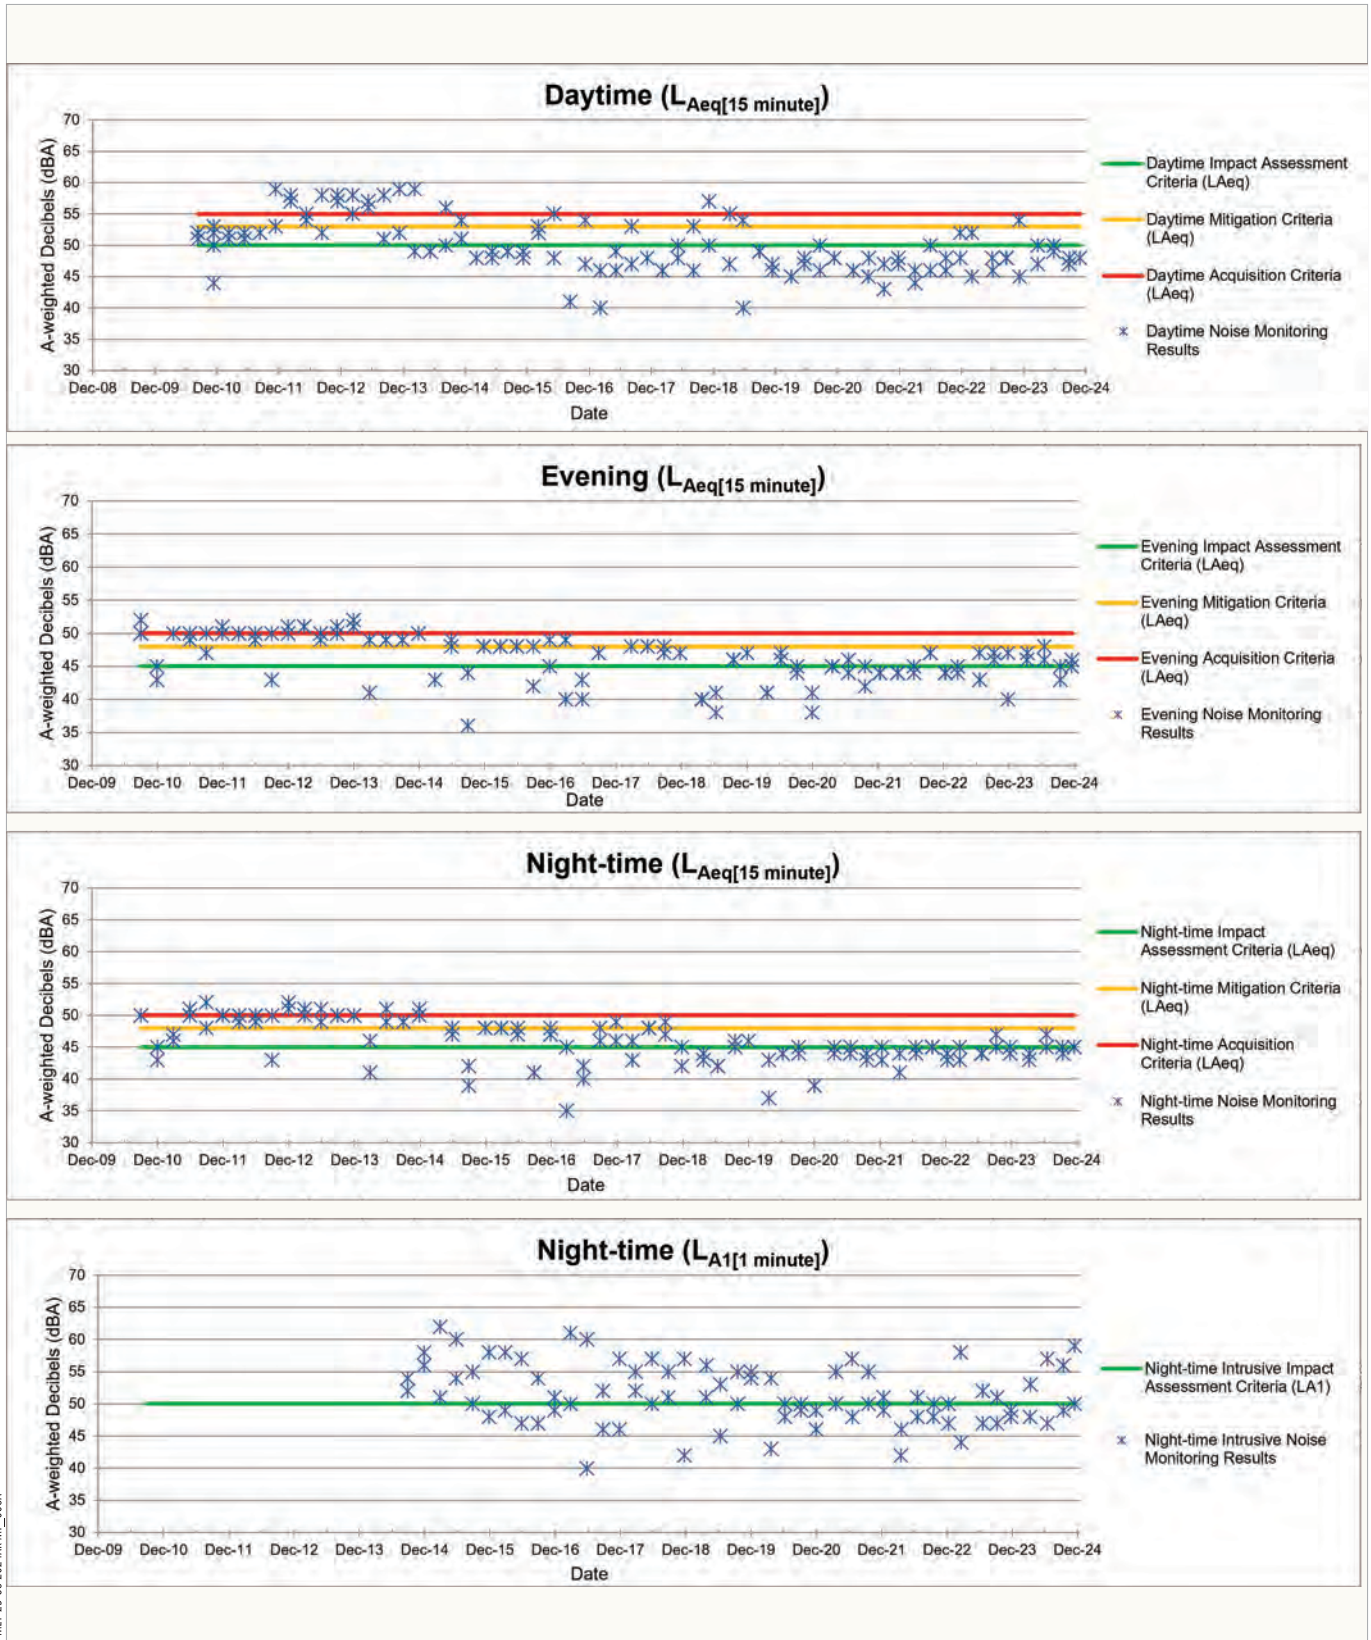 Daytime (LAeq[15 minute])
A-weighted Decibels (dBA)
70
65
60
55
50
45
40
35
30
Dec-08 Dec-09 Dec-10 Dec-11 Dec-12 Dec-13 Dec-14 Dec-15 Dec-16 Dec-17 Dec-18 Dec-19 Dec-20 Dec-21 Dec-22 Dec-23 Dec-24
Date
Daytime Impact Assessment
Criteria (LAeq)
Daytime Mitigation Criteria
(LAeq)
Daytime Acquisition Criteria
(LAeq)
Daytime Noise Monitoring
Results
Evening (LAeq[15 minute])
A-weighted Decibels (dBA)
70
65
60
55
50
45
40
35
30
Dec-09 Dec-10 Dec-11 Dec-12 Dec-13 Dec-14 Dec-15 Dec-16 Dec-17 Dec-18 Dec-19 Dec-20 Dec-21 Dec-22 Dec-23 Dec-24
Date
Evening Impact Assessment
Criteria (LAeq)
Evening Mitigation Criteria
(LAeq)
Evening Acquisition Criteria
(LAeq)
Evening Noise Monitoring
Results
Night-time (LAeq[15 minute])
A-weighted Decibels (dBA)
70
65
60
55
50
45
40
35
30
Dec-09 Dec-10 Dec-11 Dec-12 Dec-13 Dec-14 Dec-15 Dec-16 Dec-17 Dec-18 Dec-19 Dec-20 Dec-21 Dec-22 Dec-23 Dec-24
Date
Night-time Impact
Assessment Criteria (LAeq)
Night-time Mitigation Criteria
(LAeq)
Night-time Acquisition
Criteria (LAeq)
Night-time Noise Monitoring
Results
Night-time (LA1[1 minute])
A-weighted Decibels (dBA)
70
65
60
55
50
45
40
35
30
Dec-09 Dec-10 Dec-11 Dec-12 Dec-13 Dec-14 Dec-15 Dec-16 Dec-17 Dec-18 Dec-19 Dec-20 Dec-21 Dec-22 Dec-23 Dec-24
Date
Night-time Intrusive Impact
Assessment Criteria (LA1)
Night-time Intrusive Noise
Monitoring Results